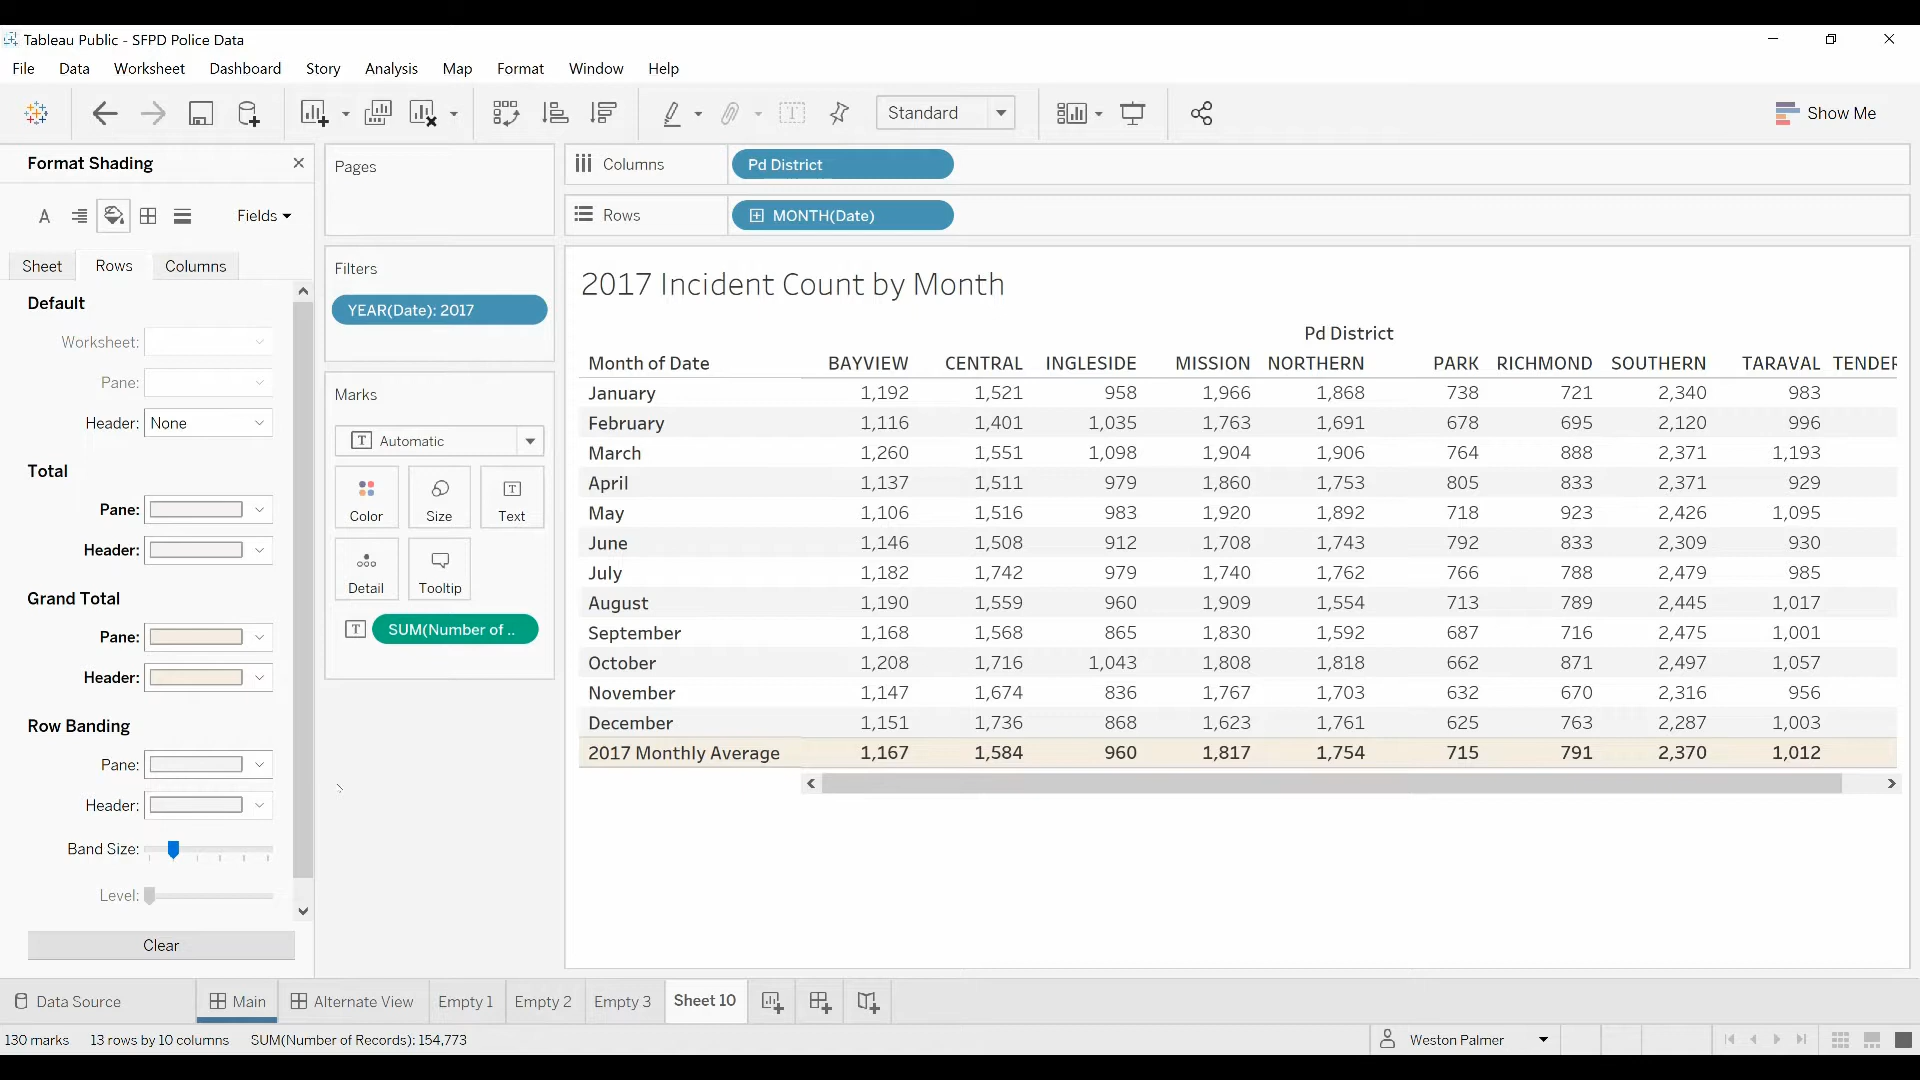 Tableau Public - SFPD Police Data
File Data Worksheet Dashboard Story Analysis Map Format Window Help
Standard
Show Me
Format Shading
A
Fields
Sheet Rows Columns
Default
Worksheet:
Pane:
Header: None
Total
Pane:
Header:
Grand Total
Pane:
Header:
Row Banding
Pane:
Header:
Band Size:
Level:
Clear
Pages
Filters
YEAR(Date): 2017
Marks
T Automatic
Color Size Text
Detail Tooltip
T SUM(Number of ..
Columns Pd District
Rows MONTH(Date)
2017 Incident Count by Month
Pd District
Month of Date BAYVIEW CENTRAL INGLESIDE MISSION NORTHERN PARK RICHMOND SOUTHERN TARAVAL TENDER
January 1,192 1,521 958 1,966 1,868 738 721 2,340 983
February 1,116 1,401 1,035 1,763 1,691 678 695 2,120 996
March 1,260 1,551 1,098 1,904 1,906 764 888 2,371 1,193
April 1,137 1,511 979 1,860 1,753 805 833 2,371 929
May 1,106 1,516 983 1,920 1,892 718 923 2,426 1,095
June 1,146 1,508 912 1,708 1,743 792 833 2,309 930
July 1,182 1,742 979 1,740 1,762 766 788 2,479 985
August 1,190 1,559 960 1,909 1,554 713 789 2,445 1,017
September 1,168 1,568 865 1,830 1,592 687 716 2,475 1,001
October 1,208 1,716 1,043 1,808 1,818 662 871 2,497 1,057
November 1,147 1,674 836 1,767 1,703 632 670 2,316 956
December 1,151 1,736 868 1,623 1,761 625 763 2,287 1,003
2017 Monthly Average 1,167 1,584 960 1,817 1,754 715 791 2,370 1,012
Data Source Main Alternate View Empty 1 Empty 2 Empty 3 Sheet 10
130 marks 13 rows by 10 columns SUM(Number of Records): 154,773 Weston Palmer